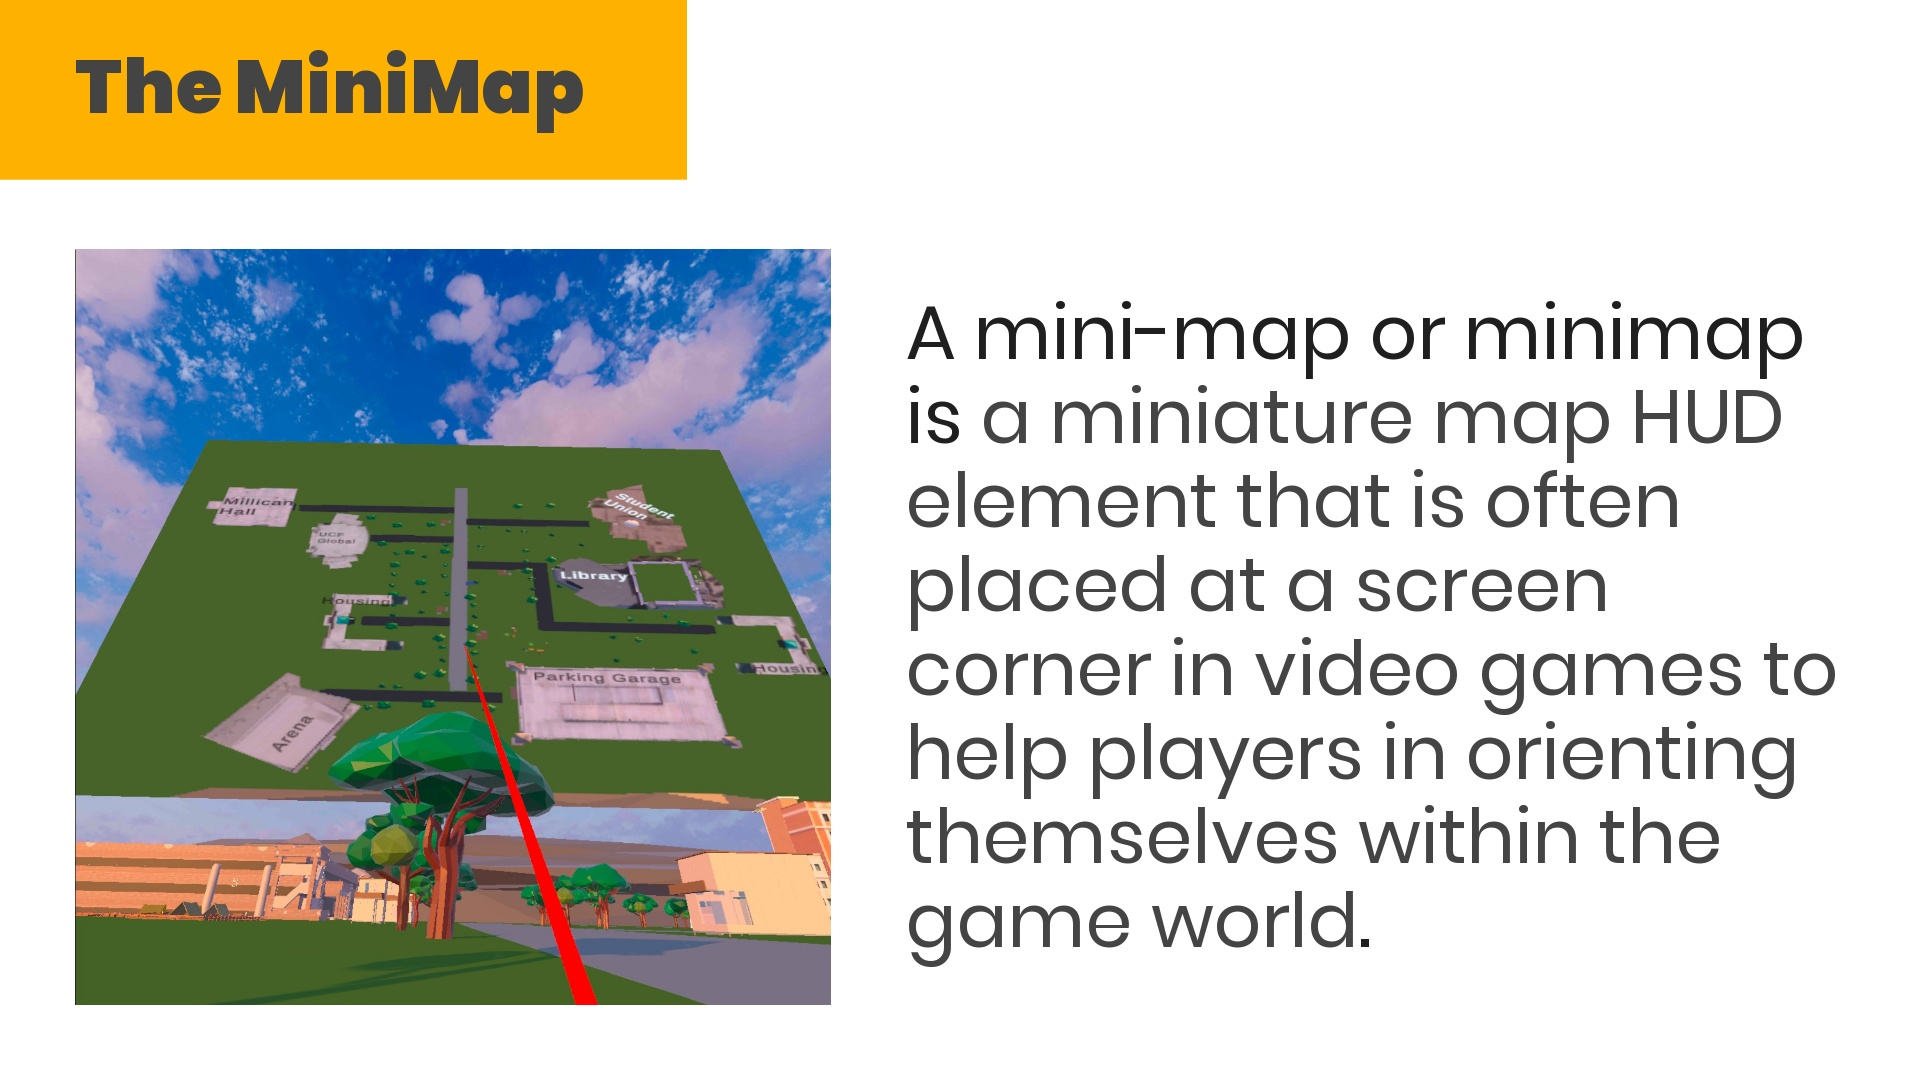 The MiniMap
Millican
Hall
UCF
Global
Student
Union
Library
Housing
Housing
Parking Garage
Arena
A mini-map or minimap
is a miniature map HUD
element that is often
placed at a screen
corner in video games to
help players in orienting
themselves within the
game world.